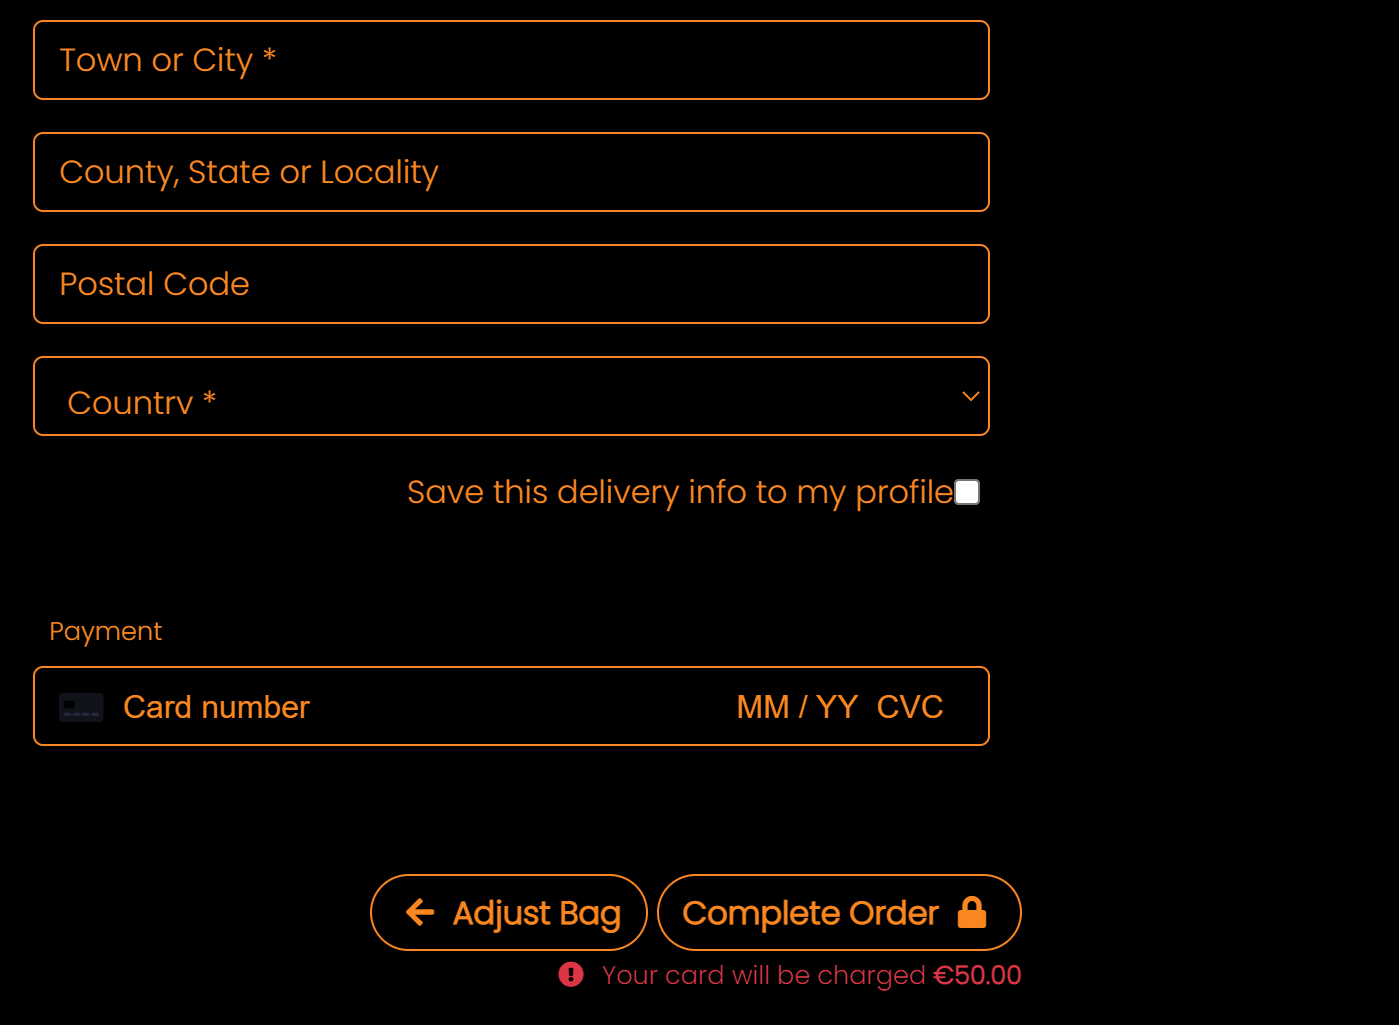 Town or City *
County, State or Locality
Postal Code
Country *
Save this delivery info to my profile
Payment
Card number MM / YY CVC
Adjust Bag Complete Order
Your card will be charged €50.00